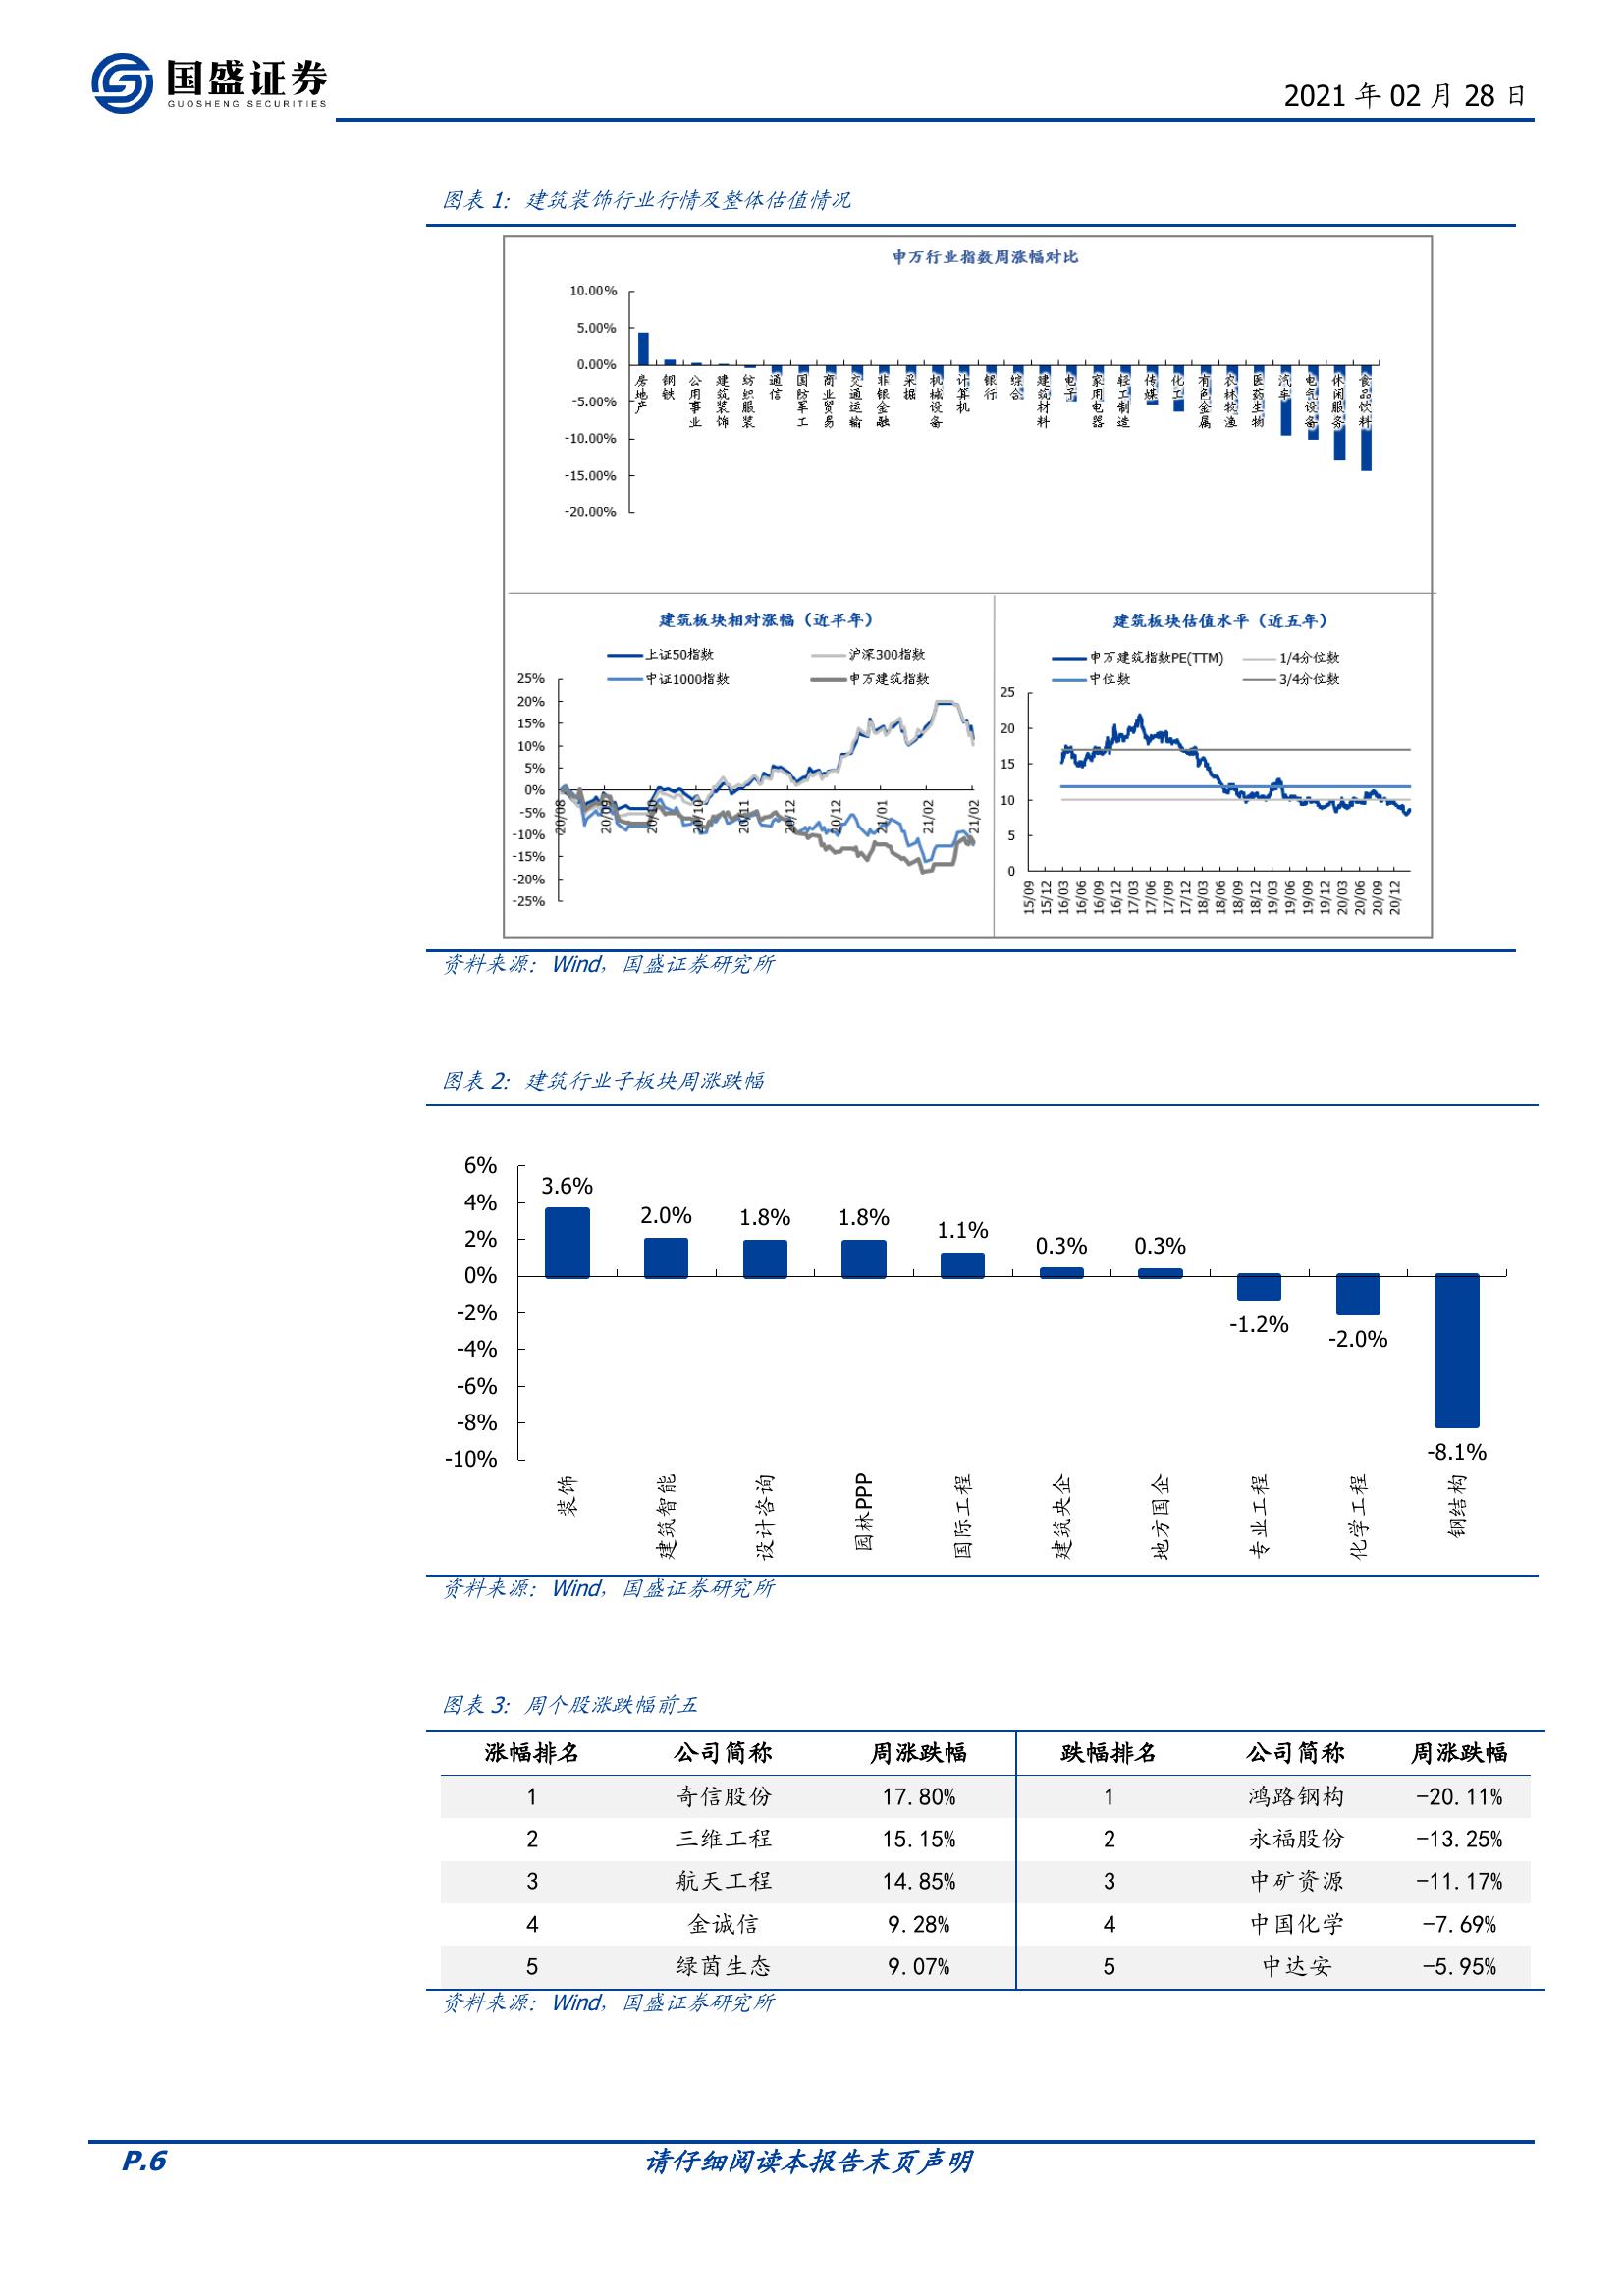 国盛证券
GUOSHENG SECURITIES
2021 年 02 月 28 日
图表 1：建筑装饰行业行情及整体估值情况
申万行业指数周涨幅对比
10.00%
5.00%
0.00%
-5.00%
-10.00%
-15.00%
-20.00%
房地产
钢铁
公用事业
建筑装饰
纺织服装
通信
国防军工
商业贸易
交通运输
非银金融
采掘
机械设备
计算机
银行
综合
建筑材料
电子
家用电器
轻工制造
传媒
化工
有色金属
农林牧渔
医药生物
汽车
电气设备
休闲服务
食品饮料
建筑板块相对涨幅（近半年）
上证50指数 沪深300指数
中证1000指数 申万建筑指数
25%
20%
15%
10%
5%
0%
-5%
-10%
-15%
-20%
-25%
20/08 20/09 20/10 20/10 20/11 20/12 20/12 21/01 21/02 21/02
建筑板块估值水平（近五年）
申万建筑指数PE(TTM) 1/4分位数
中位数 3/4分位数
25
20
15
10
5
0
15/09 15/12 16/03 16/06 16/09 16/12 17/03 17/06 17/09 17/12 18/03 18/06 18/09 18/12 19/03 19/06 19/09 19/12 20/03 20/06 20/09 20/12
资料来源：Wind，国盛证券研究所
图表 2：建筑行业子板块周涨跌幅
6%
4%
2%
0%
-2%
-4%
-6%
-8%
-10%
3.6% 2.0% 1.8% 1.8% 1.1% 0.3% 0.3% -1.2% -2.0% -8.1%
装饰 建筑智能 设计咨询 园林PPP 国际工程 建筑央企 地方国企 专业工程 化学工程 钢结构
资料来源：Wind，国盛证券研究所
图表 3：周个股涨跌幅前五
涨幅排名 公司简称 周涨跌幅 跌幅排名 公司简称 周涨跌幅
1 奇信股份 17.80% 1 鸿路钢构 -20.11%
2 三维工程 15.15% 2 永福股份 -13.25%
3 航天工程 14.85% 3 中矿资源 -11.17%
4 金诚信 9.28% 4 中国化学 -7.69%
5 绿茵生态 9.07% 5 中达安 -5.95%
资料来源：Wind，国盛证券研究所
P.6 请仔细阅读本报告末页声明